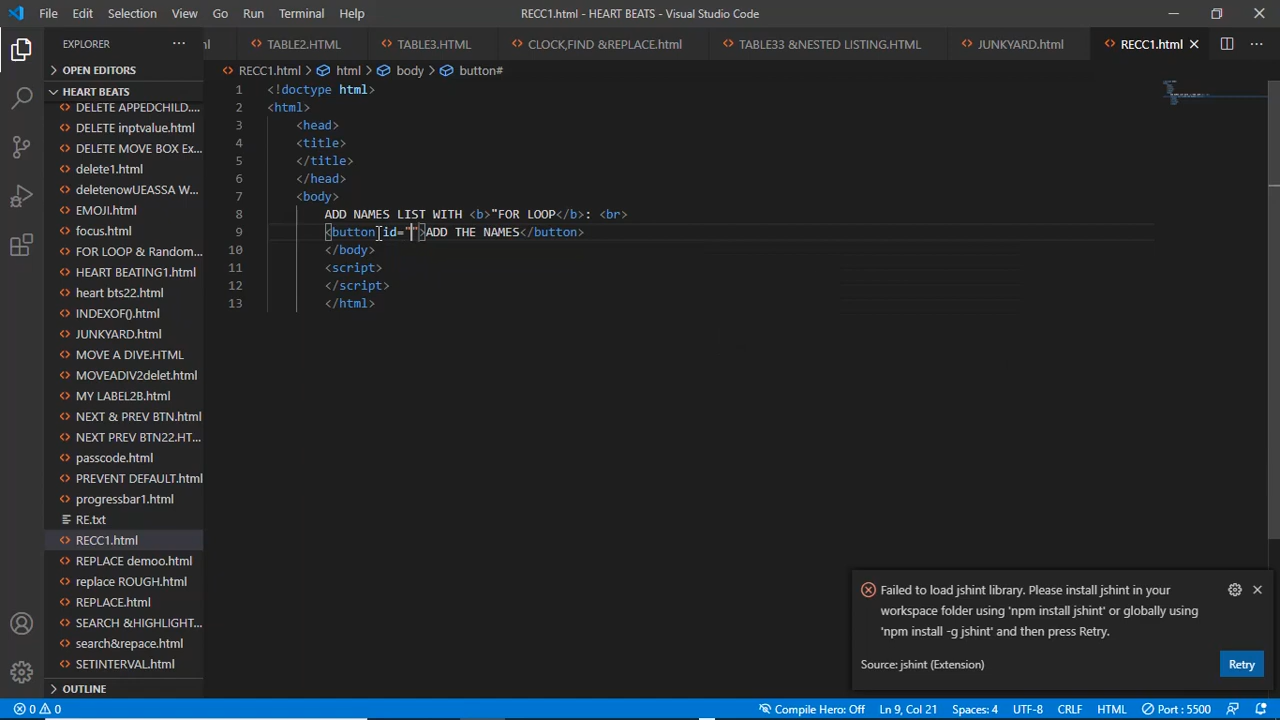 File Edit Selection View Go Run Terminal Help
RECC1.html - HEART BEATS - Visual Studio Code
EXPLORER
TABLE2.HTML
TABLE3.HTML
CLOCK,FIND &REPLACE.html
TABLE33 &NESTED LISTING.HTML
JUNKYARD.html
RECC1.html
OPEN EDITORS
HEART BEATS
DELETE APPEDCHILD....
DELETE inptvalue.html
DELETE MOVE BOX Ex...
delete1.html
deletenowUEASSA W...
EMOJI.html
focus.html
FOR LOOP & Random...
HEART BEATING1.html
heart bts22.html
INDEXOF().html
JUNKYARD.html
MOVE A DIVE.HTML
MOVEADIV2delet.html
MY LABEL2B.html
NEXT & PREV BTN.html
NEXT PREV BTN22.HT...
passcode.html
PREVENT DEFAULT.html
progressbar1.html
RE.txt
RECC1.html
REPLACE demoo.html
replace ROUGH.html
REPLACE.html
SEARCH &HIGHLIGHT...
search&repace.html
SETINTERVAL.html
OUTLINE
RECC1.html > html > body > button#
1 <!doctype html>
2 <html>
3 <head>
4 <title>
5 </title>
6 </head>
7 <body>
8 ADD NAMES LIST WITH <b>"FOR LOOP</b>: <br>
9 <button id="">ADD THE NAMES</button>
10 </body>
11 <script>
12 </script>
13 </html>
Failed to load jshint library. Please install jshint in your
workspace folder using 'npm install jshint' or globally using
'npm install -g jshint' and then press Retry.
Source: jshint (Extension)
Retry
0 0
Compile Hero: Off
Ln 9, Col 21
Spaces: 4
UTF-8
CRLF
HTML
Port : 5500